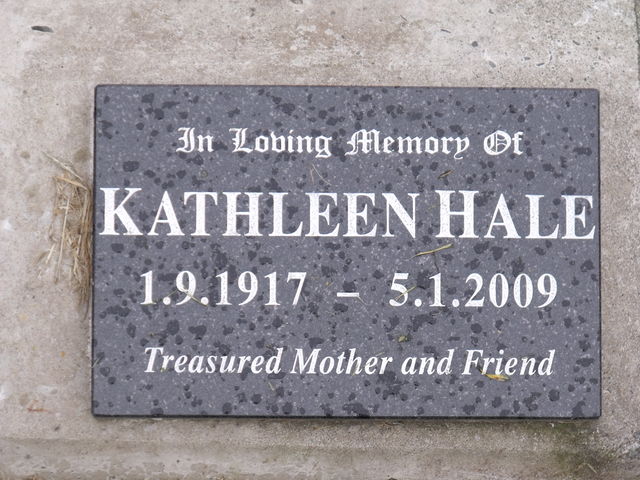 In Loving Memory Of
KATHLEEN HALE
1.9.1917 – 5.1.2009
Treasured Mother and Friend